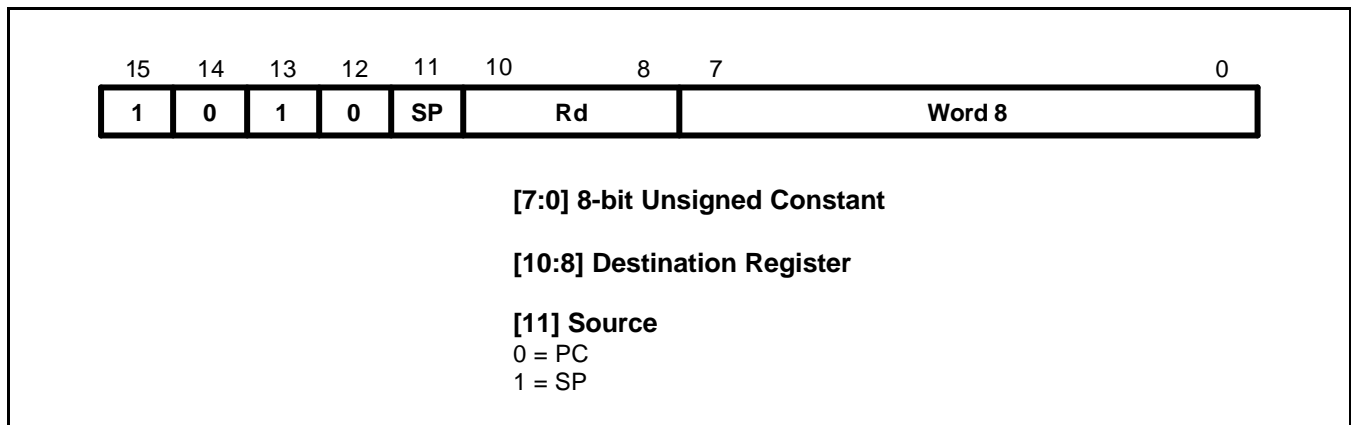 15 14 13 12 11 10 8 7 0
1 0 1 0 SP Rd Word 8
[7:0] 8-bit Unsigned Constant
[10:8] Destination Register
[11] Source
0 = PC
1 = SP